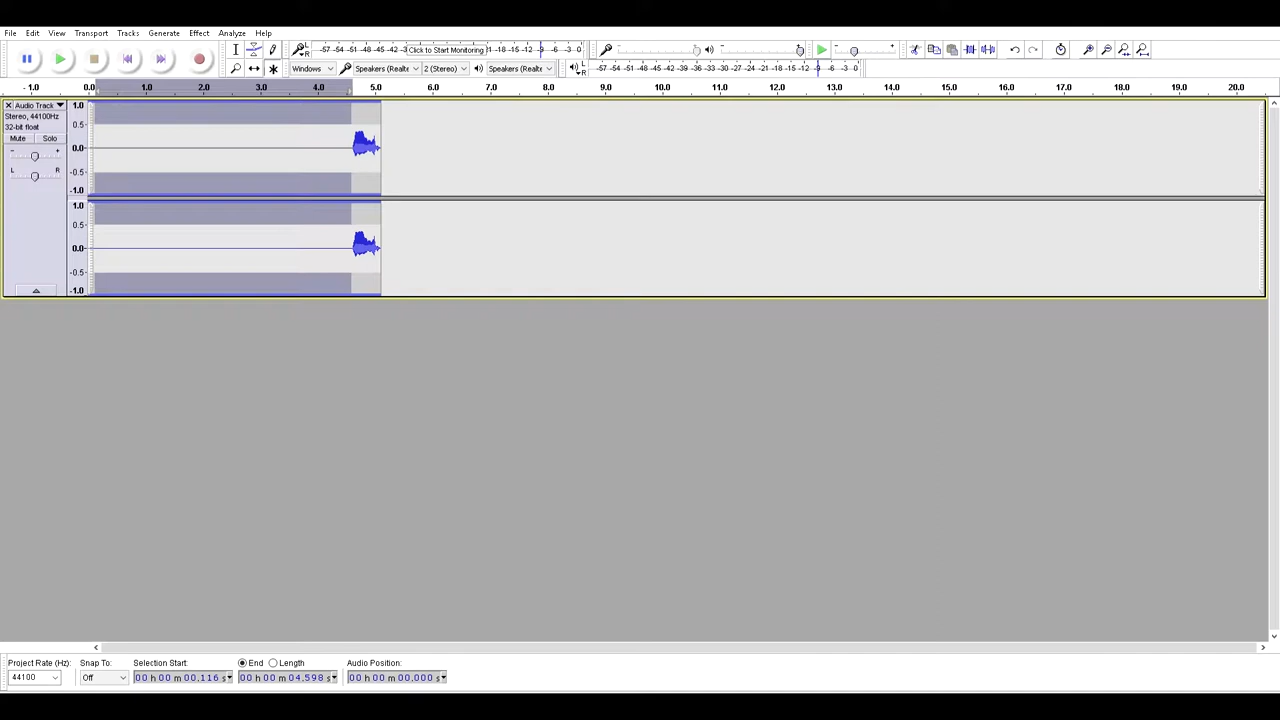 File Edit View Transport Tracks Generate Effect Analyze Help
L R -57 -54 -51 -48 -45 -42 Click to Start Monitoring -18 -15 -12 -9 -6 -3 0
- + - + - +
Windows Speakers (Realte 2 (Stereo) Speakers (Realte L R -57 -54 -51 -48 -45 -42 -39 -36 -33 -30 -27 -24 -21 -18 -15 -12 -9 -6 -3 0
- 1.0 0.0 1.0 2.0 3.0 4.0 5.0 6.0 7.0 8.0 9.0 10.0 11.0 12.0 13.0 14.0 15.0 16.0 17.0 18.0 19.0 20.0
Audio Track 1.0
Stereo, 44100Hz
32-bit float 0.5
Mute Solo
- + 0.0
L R -0.5
-1.0
1.0
0.5
0.0
-0.5
-1.0
Project Rate (Hz): Snap To: Selection Start: End Length Audio Position:
44100 Off 00 h 00 m 00.116 s 00 h 00 m 04.598 s 00 h 00 m 00.000 s